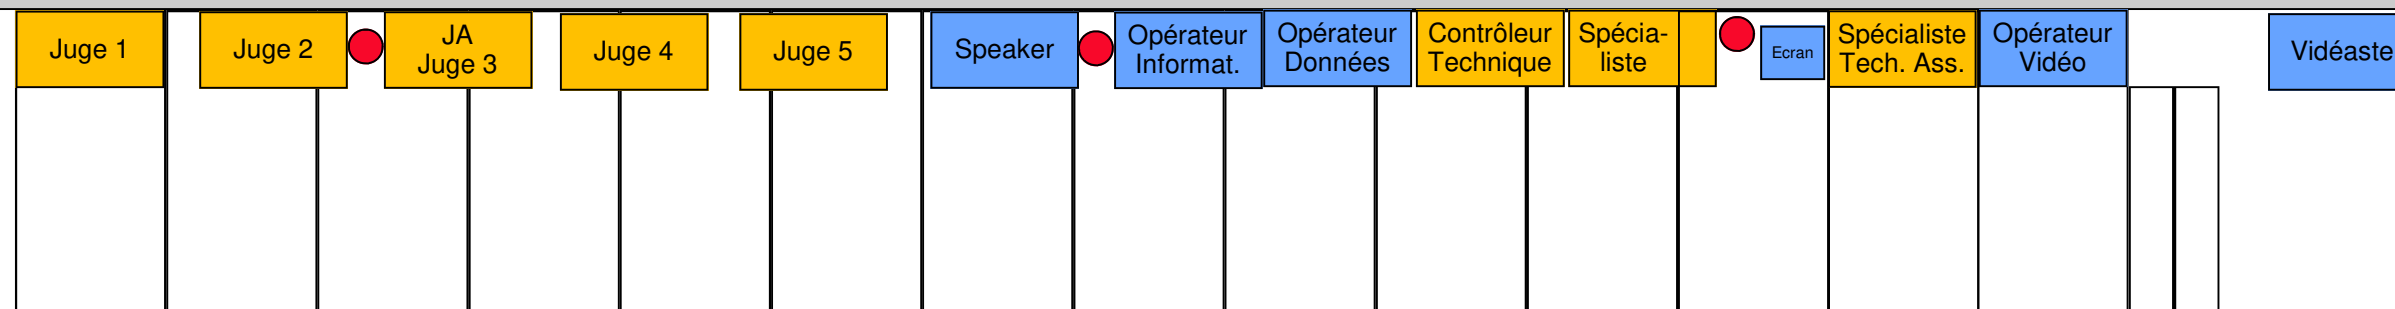 Juge 1
Juge 2
JA
Juge 3
Juge 4
Juge 5
Speaker
Opérateur
Informat.
Opérateur
Données
Contrôleur
Technique
Spécia-
liste
Ecran
Spécialiste
Tech. Ass.
Opérateur
Vidéo
Vidéaste